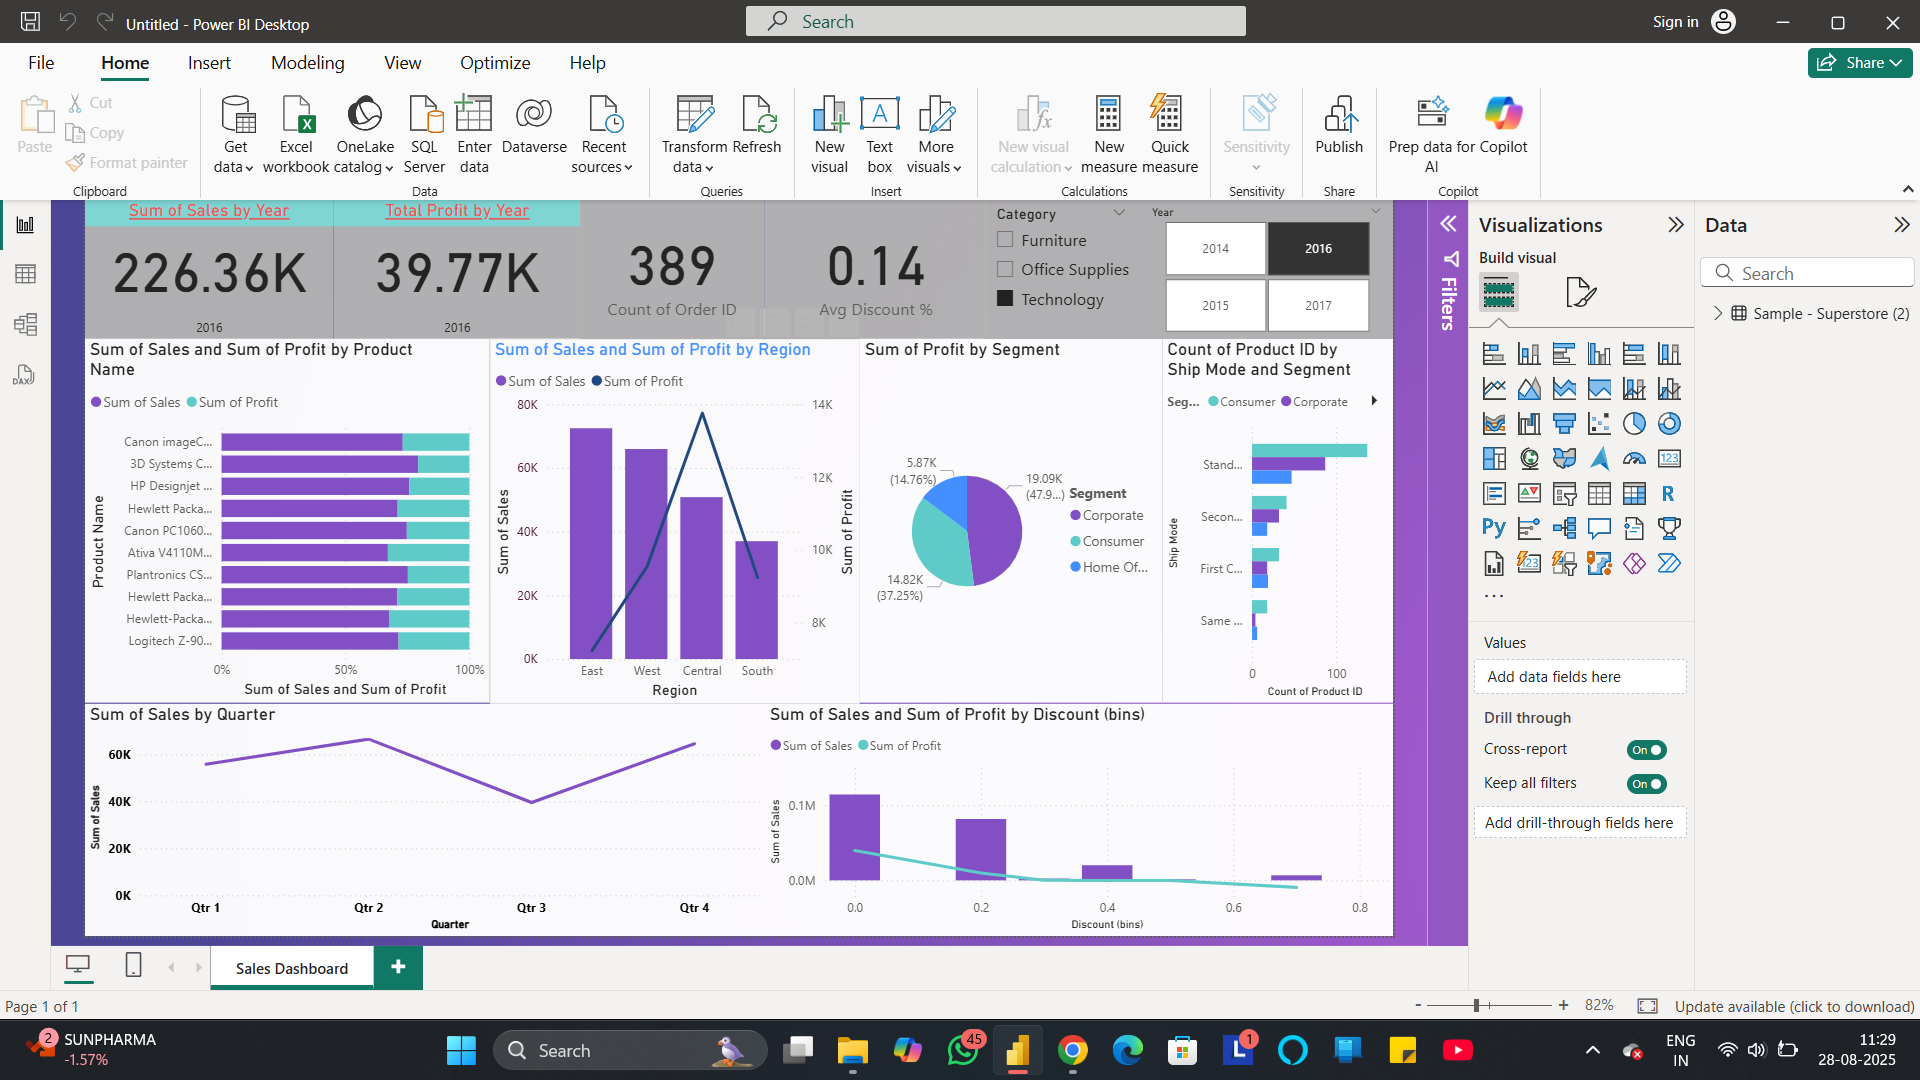 Untitled - Power BI Desktop
Search
Sign in
File
Home
Insert
Modeling
View
Optimize
Help
Share
Paste
Cut
Copy
Format painter
Clipboard
Get data
Excel workbook
OneLake catalog
SQL Server
Enter data
Dataverse
Recent sources
Data
Transform data
Refresh
Queries
New visual
Text box
More visuals
Insert
New visual calculation
New measure
Quick measure
Calculations
Sensitivity
Sensitivity
Publish
Share
Prep data for AI
Copilot
Copilot
Sum of Sales by Year
226.36K
2016
Total Profit by Year
39.77K
2016
389
Count of Order ID
0.14
Avg Discount %
Category
Furniture
Office Supplies
Technology
Year
2014
2016
2015
2017
Sum of Sales and Sum of Profit by Product
Name
Sum of Sales
Sum of Profit
Product Name
Canon imageC...
3D Systems C...
HP Designjet ...
Hewlett Packa...
Canon PC1060...
Ativa V4110M...
Plantronics CS...
Hewlett Packa...
Hewlett-Packa...
Logitech Z-90...
0%
50%
100%
Sum of Sales and Sum of Profit
Sum of Sales and Sum of Profit by Region
Sum of Sales
Sum of Profit
80K
60K
40K
20K
0K
Sum of Sales
14K
12K
10K
8K
Sum of Profit
East
West
Central
South
Region
Sum of Profit by Segment
5.87K
(14.76%)
19.09K
(47.9...)
14.82K
(37.25%)
Segment
Corporate
Consumer
Home Of...
Count of Product ID by
Ship Mode and Segment
Seg...
Consumer
Corporate
Ship Mode
Stand...
Secon...
First C...
Same ...
0
100
Count of Product ID
Sum of Sales by Quarter
60K
40K
20K
0K
Sum of Sales
Qtr 1
Qtr 2
Qtr 3
Qtr 4
Quarter
Sum of Sales and Sum of Profit by Discount (bins)
Sum of Sales
Sum of Profit
Sum of Sales
0.1M
0.0M
0.0
0.2
0.4
0.6
0.8
Discount (bins)
Filters
Visualizations
Build visual
123
R
Py
123
...
Values
Add data fields here
Drill through
Cross-report
On
Keep all filters
On
Add drill-through fields here
Data
Search
Sample - Superstore (2)
DAX
Sales Dashboard
+
Page 1 of 1
- + 82%
Update available (click to download)
2
SUNPHARMA
-1.57%
Search
45
L
1
ENG
IN
11:29
28-08-2025